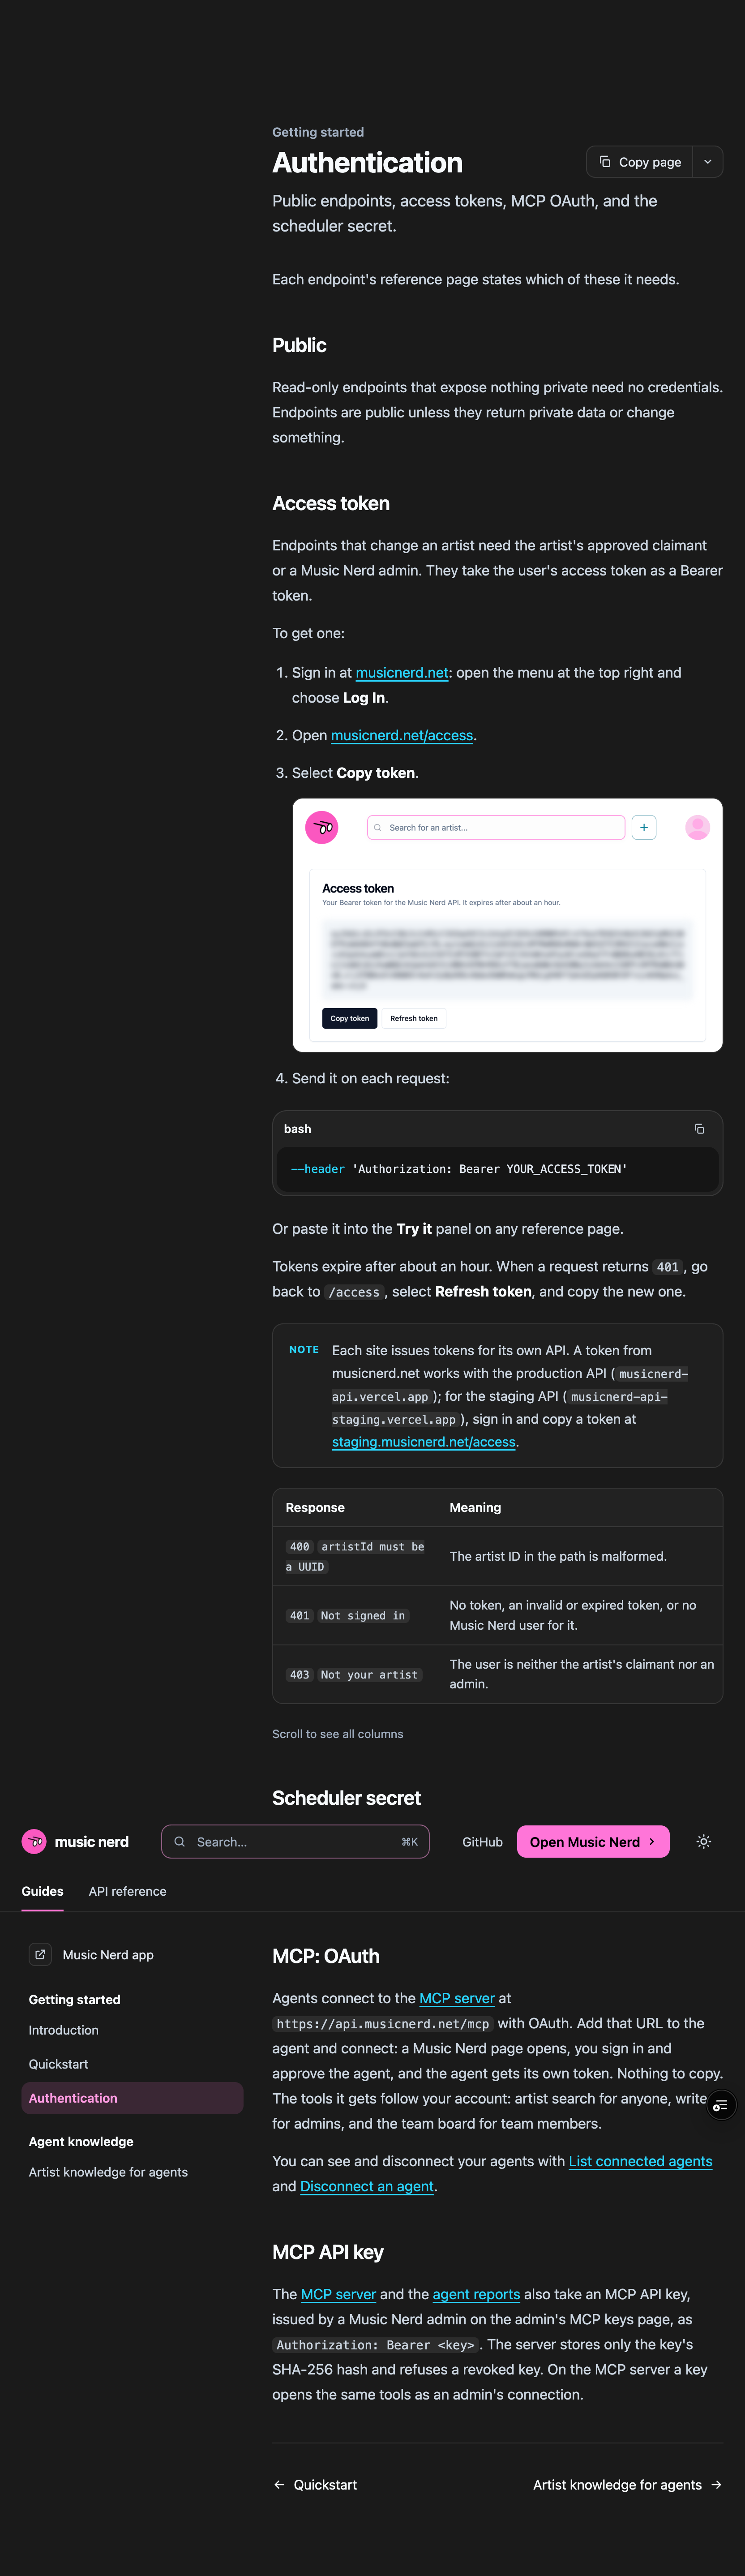 Getting started
Authentication
Copy page
Public endpoints, access tokens, MCP OAuth, and the
scheduler secret.
Each endpoint's reference page states which of these it needs.
Public
Read-only endpoints that expose nothing private need no credentials.
Endpoints are public unless they return private data or change
something.
Access token
Endpoints that change an artist need the artist's approved claimant
or a Music Nerd admin. They take the user's access token as a Bearer
token.
To get one:
1. Sign in at musicnerd.net: open the menu at the top right and
choose Log In.
2. Open musicnerd.net/access.
3. Select Copy token.
Search for an artist...
Access token
Your Bearer token for the Music Nerd API. It expires after about an hour.
Copy token
Refresh token
4. Send it on each request:
bash
--header 'Authorization: Bearer YOUR_ACCESS_TOKEN'
Or paste it into the Try it panel on any reference page.
Tokens expire after about an hour. When a request returns 401, go
back to /access, select Refresh token, and copy the new one.
NOTE
Each site issues tokens for its own API. A token from
musicnerd.net works with the production API (musicnerd-
api.vercel.app); for the staging API (musicnerd-api-
staging.vercel.app), sign in and copy a token at
staging.musicnerd.net/access.
Response Meaning
400 artistId must be
a UUID
The artist ID in the path is malformed.
401 Not signed in
No token, an invalid or expired token, or no
Music Nerd user for it.
403 Not your artist
The user is neither the artist's claimant nor an
admin.
Scroll to see all columns
Scheduler secret
music nerd
Search...
⌘K
GitHub
Open Music Nerd
Guides
API reference
Music Nerd app
Getting started
Introduction
Quickstart
Authentication
Agent knowledge
Artist knowledge for agents
MCP: OAuth
Agents connect to the MCP server at
https://api.musicnerd.net/mcp with OAuth. Add that URL to the
agent and connect: a Music Nerd page opens, you sign in and
approve the agent, and the agent gets its own token. Nothing to copy.
The tools it gets follow your account: artist search for anyone, write
for admins, and the team board for team members.
You can see and disconnect your agents with List connected agents
and Disconnect an agent.
MCP API key
The MCP server and the agent reports also take an MCP API key,
issued by a Music Nerd admin on the admin's MCP keys page, as
Authorization: Bearer <key>. The server stores only the key's
SHA-256 hash and refuses a revoked key. On the MCP server a key
opens the same tools as an admin's connection.
← Quickstart
Artist knowledge for agents →